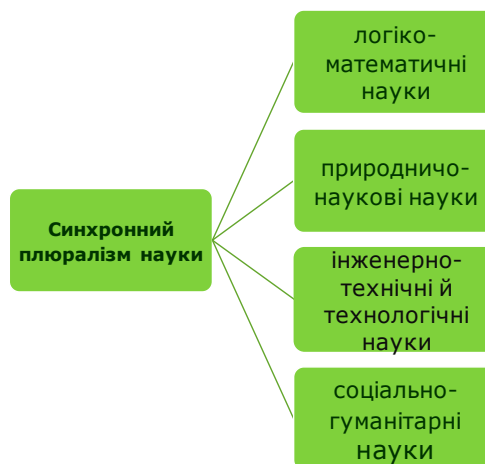 логіко-
математичні
науки
природничо-
наукові науки
Синхронний
плюралізм науки
інженерно-
технічні й
технологічні
науки
соціально-
гуманітарні
науки